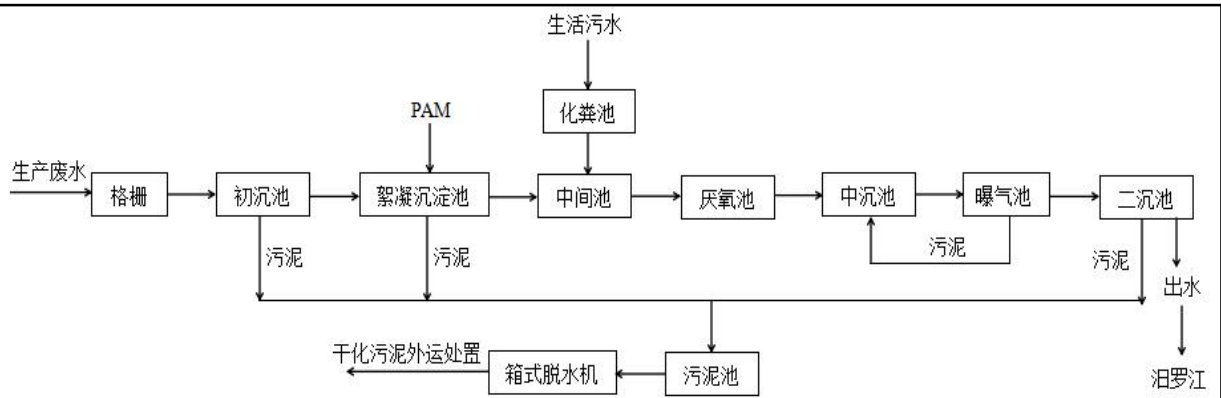 生活污水
化粪池
PAM
生产废水
格栅
初沉池
絮凝沉淀池
中间池
厌氧池
中沉池
曝气池
二沉池
污泥
污泥
污泥
污泥
出水
干化污泥外运处置
箱式脱水机
污泥池
汨罗江